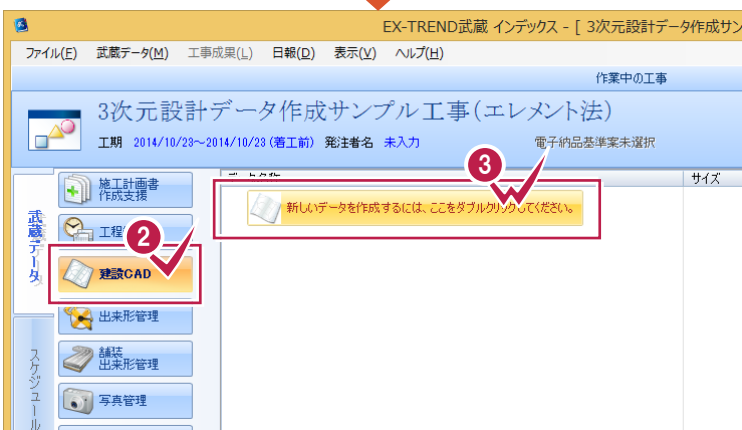 EX-TREND武蔵 インデックス - [ 3次元設計データ作成サン
ファイル(F) 武蔵データ(M) 工事成果(L) 日報(D) 表示(V) ヘルプ(H)
作業中の工事
3次元設計データ作成サンプル工事(エレメント法)
工期 2014/10/23～2014/10/23 (着工前) 発注者名 未入力 電子納品基準案未選択
3
サイズ
施工計画書
作成支援
新しいデータを作成するには、ここをダブルクリックしてください。
武蔵データ
工程
2
建設CAD
出来形管理
舗装
出来形管理
スケジュール
写真管理